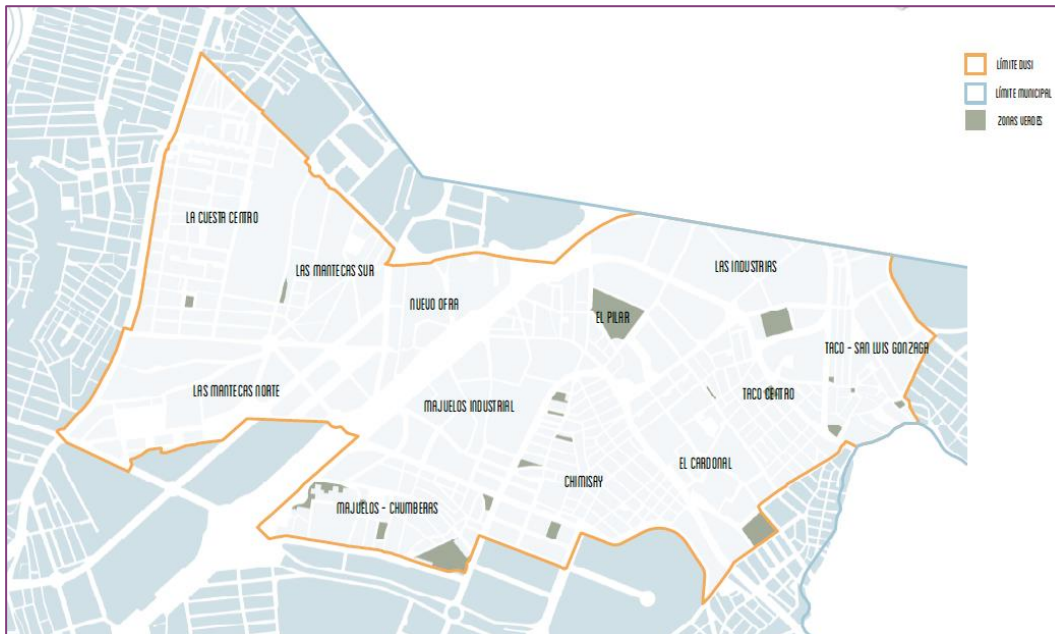 LÍMITE DUSI
LÍMITE MUNICIPAL
ZONAS VERDES
LA CUESTA CENTRO
LAS MANTECAS SUR
LAS INDUSTRIAS
NUEVO OFRA
EL PILAR
TACO - SAN LUIS GONZAGA
LAS MANTECAS NORTE
TACO CENTRO
MAJUELOS INDUSTRIAL
EL CARDONAL
CHIMISAY
MAJUELOS - CHUMBERAS